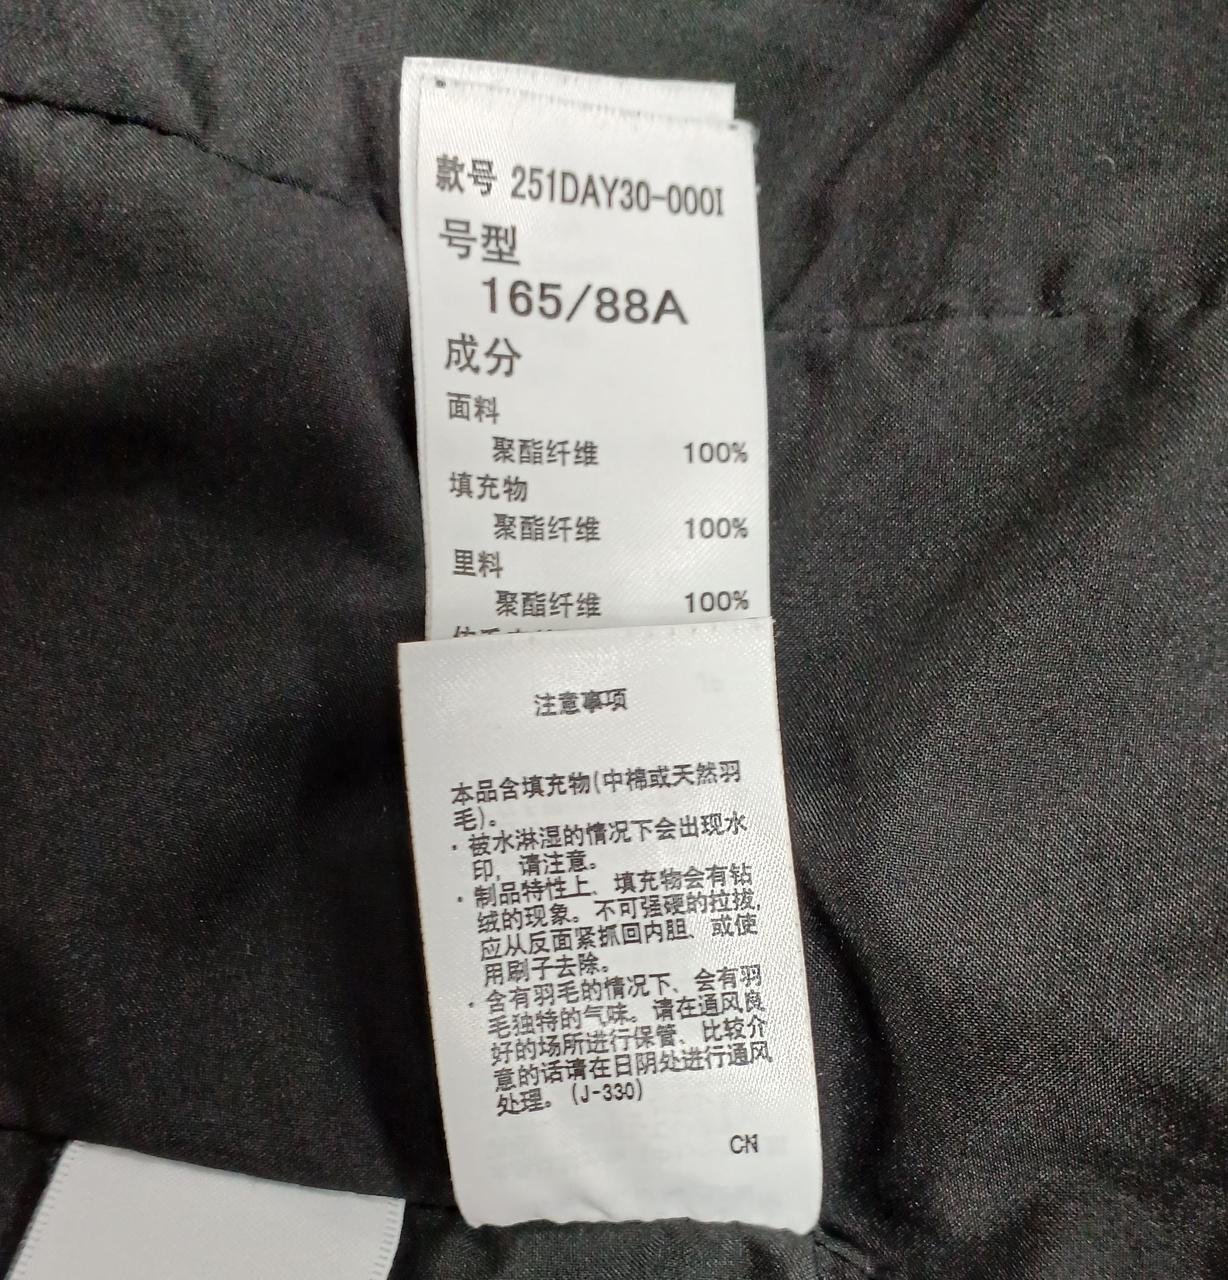 款号 251DAY30-000I
号型
165/88A
成分
面料
聚酯纤维 100%
填充物
聚酯纤维 100%
里料
聚酯纤维 100%
注意事项
本品含填充物(中棉或天然羽
毛)。
・被水淋湿的情况下会出现水
印，请注意。
・制品特性上、填充物会有钻
绒的现象。不可强硬的拉拔,
应从反面紧抓回内胆、或使
用刷子去除。
・含有羽毛的情况下、会有羽
毛独特的气味。请在通风良
好的场所进行保管、比较介
意的话请在日阴处进行通风
处理。(J-330)
CN